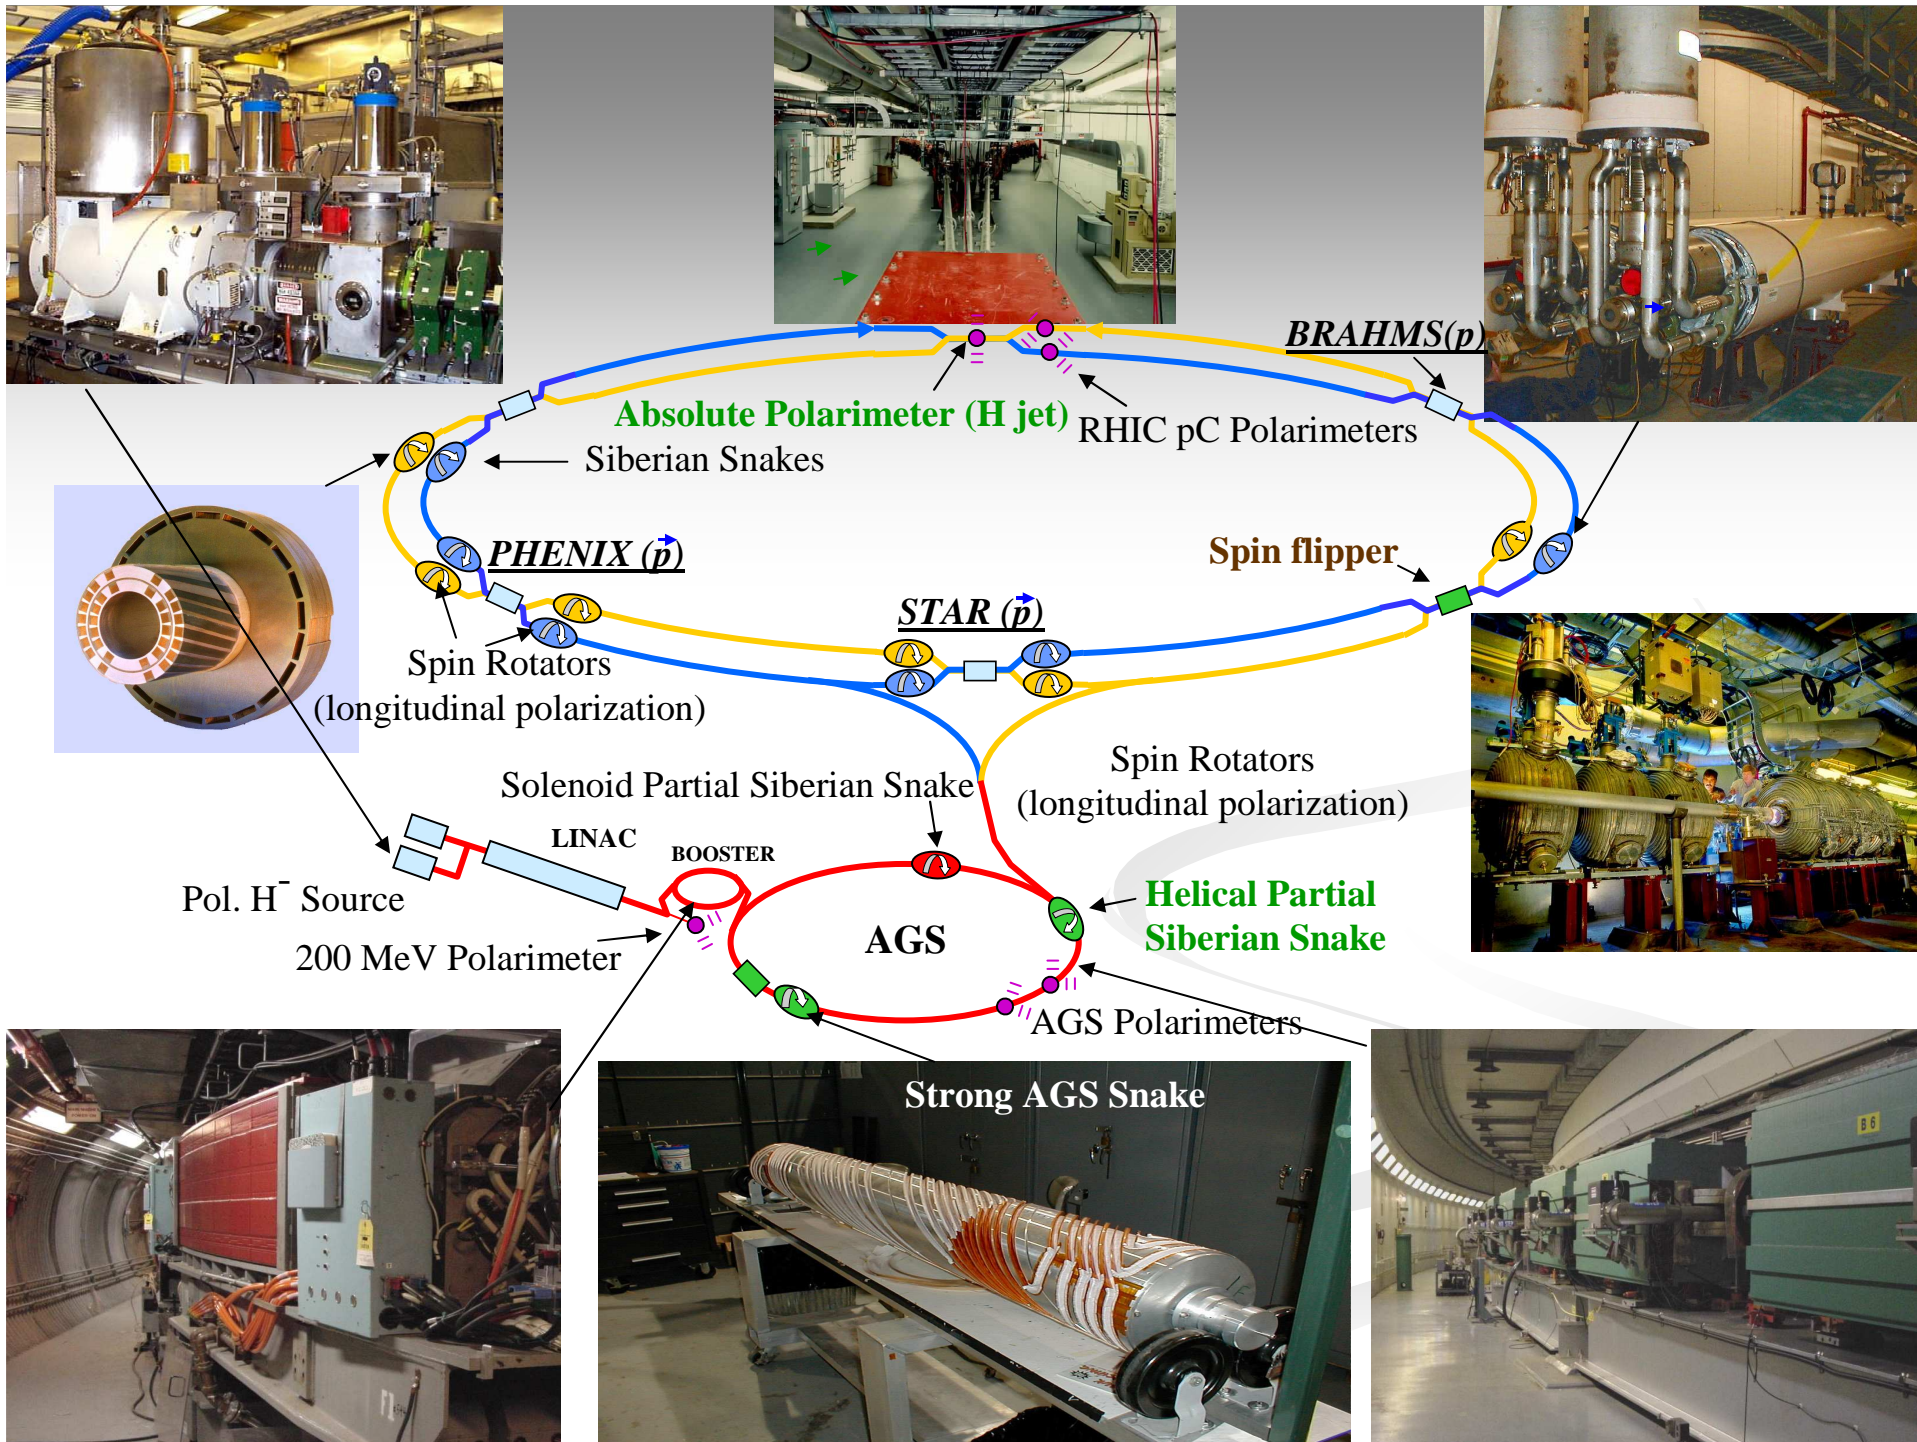 BRAHMS(p)
Absolute Polarimeter (H jet)
RHIC pC Polarimeters
Siberian Snakes
PHENIX (p)
Spin flipper
STAR (p)
Spin Rotators
(longitudinal polarization)
Spin Rotators
(longitudinal polarization)
Solenoid Partial Siberian Snake
LINAC
BOOSTER
Pol. H⁻ Source
200 MeV Polarimeter
AGS
Helical Partial
Siberian Snake
AGS Polarimeters
Strong AGS Snake
B 6